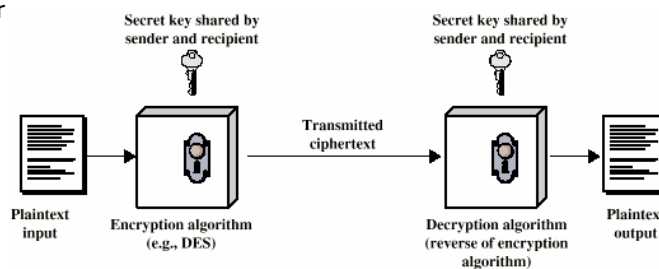 r
Secret key shared by
sender and recipient
Secret key shared by
sender and recipient
Transmitted
ciphertext
Plaintext
input
Encryption algorithm
(e.g., DES)
Decryption algorithm
(reverse of encryption
algorithm)
Plaintext
output